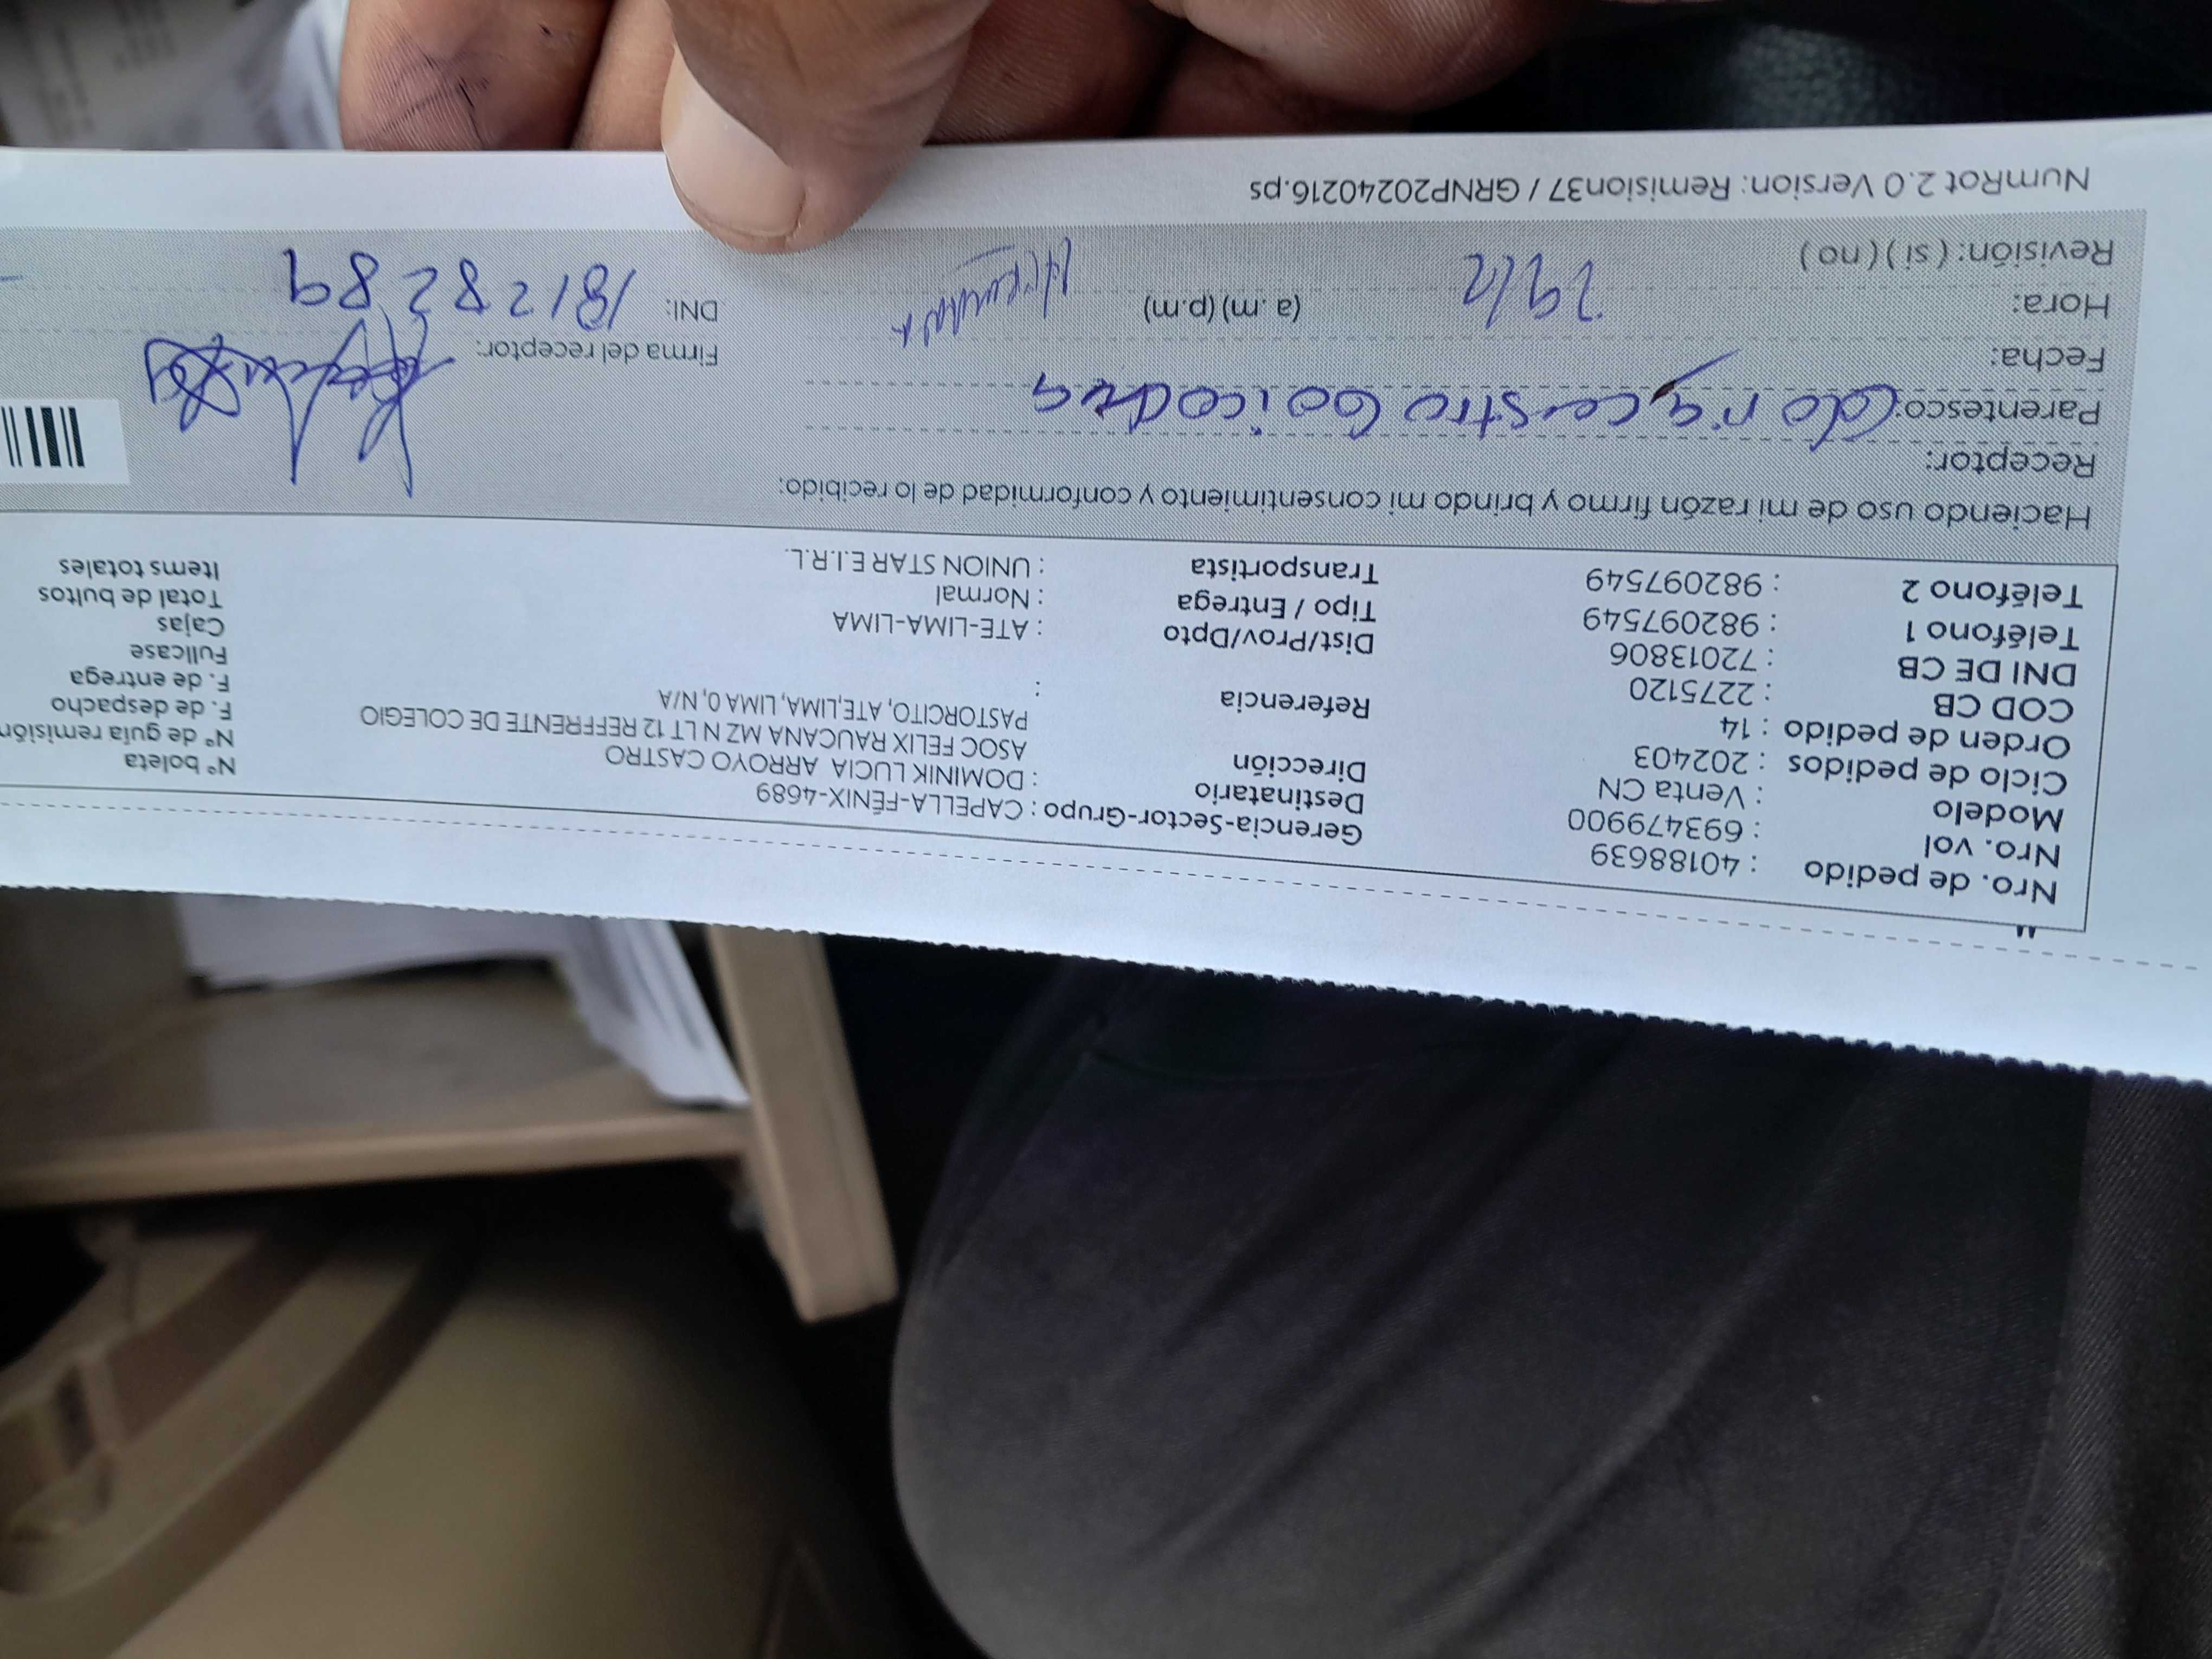 Nro. de pedido : 40188639
Nro. vol : 693479900
Modelo : Venta CN
Ciclo de pedidos : 202403
Orden de pedido : 14
COD CB : 2275120
DNI DE CB : 72013806
Teléfono 1 : 982097549
Teléfono 2 : 982097549
Gerencia-Sector-Grupo : CAPELLA-FÉNIX-4689
Destinatario : DOMINIK LUCIA ARROYO CASTRO
Dirección ASOC FELIX RAUCANA MZ N LT 12 REFFRENTE DE COLEGIO
PASTORCITO, ATE,LIMA, LIMA 0, N/A
Referencia :
Dist/Prov/Dpto : ATE-LIMA-LIMA
Tipo / Entrega : Normal
Transportista : UNION STAR E.I.R.L.
N° boleta
N° de guía remisión
F. de despacho
F. de entrega
Fullcase
Cajas
Total de bultos
Items totales
Haciendo uso de mi razón firmo y brindo mi consentimiento y conformidad de lo recibido:
Receptor:
Parentesco: castro
Fecha:
Hora: (a. m) (p.m)
Revisión: ( si ) ( no )
Firma del receptor:
DNI: 18128289
NumRot 2.0 Version: Remision37 / GRNP20240216.ps